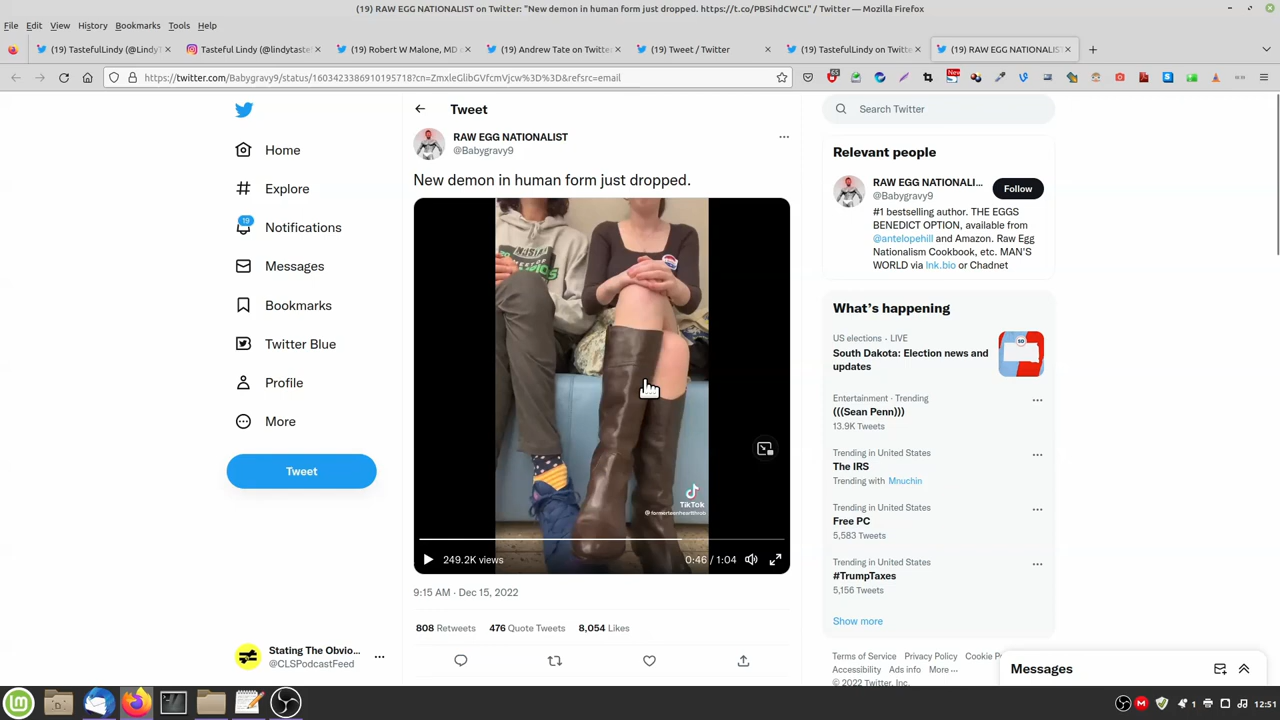 (19) RAW EGG NATIONALIST on Twitter: "New demon in human form just dropped. https://t.co/PBSihdCWCL" / Twitter — Mozilla Firefox
File Edit View History Bookmarks Tools Help
(19) TastefulLindy (@LindyT
Tasteful Lindy (@lindytaste
(19) Robert W Malone, MD
(19) Andrew Tate on Twitte
(19) Tweet / Twitter
(19) TastefulLindy on Twitt
(19) RAW EGG NATIONALIST
https://twitter.com/Babygravy9/status/1603423386910195718?cn=ZmxleGlibGVfcmVjcw%3D%3D&refsrc=email
55
New
Home
Explore
19
Notifications
Messages
Bookmarks
Twitter Blue
Profile
More
Tweet
Stating The Obvio...
@CLSPodcastFeed
Tweet
RAW EGG NATIONALIST
@Babygravy9
New demon in human form just dropped.
TikTok
249.2K views
0:46 / 1:04
9:15 AM · Dec 15, 2022
808 Retweets 476 Quote Tweets 8,054 Likes
Search Twitter
Relevant people
RAW EGG NATIONALI...
@Babygravy9
Follow
#1 bestselling author. THE EGGS
BENEDICT OPTION, available from
@antelopehill and Amazon. Raw Egg
Nationalism Cookbook, etc. MAN'S
WORLD via lnk.bio or Chadnet
What's happening
US elections · LIVE
South Dakota: Election news and
updates
Entertainment · Trending
(((Sean Penn)))
13.9K Tweets
Trending in United States
The IRS
Trending with Mnuchin
Trending in United States
Free PC
5,583 Tweets
Trending in United States
#TrumpTaxes
5,156 Tweets
Show more
Terms of Service Privacy Policy Cookie P
Accessibility Ads info More ...
© 2022 Twitter, Inc.
Messages
1
12:51